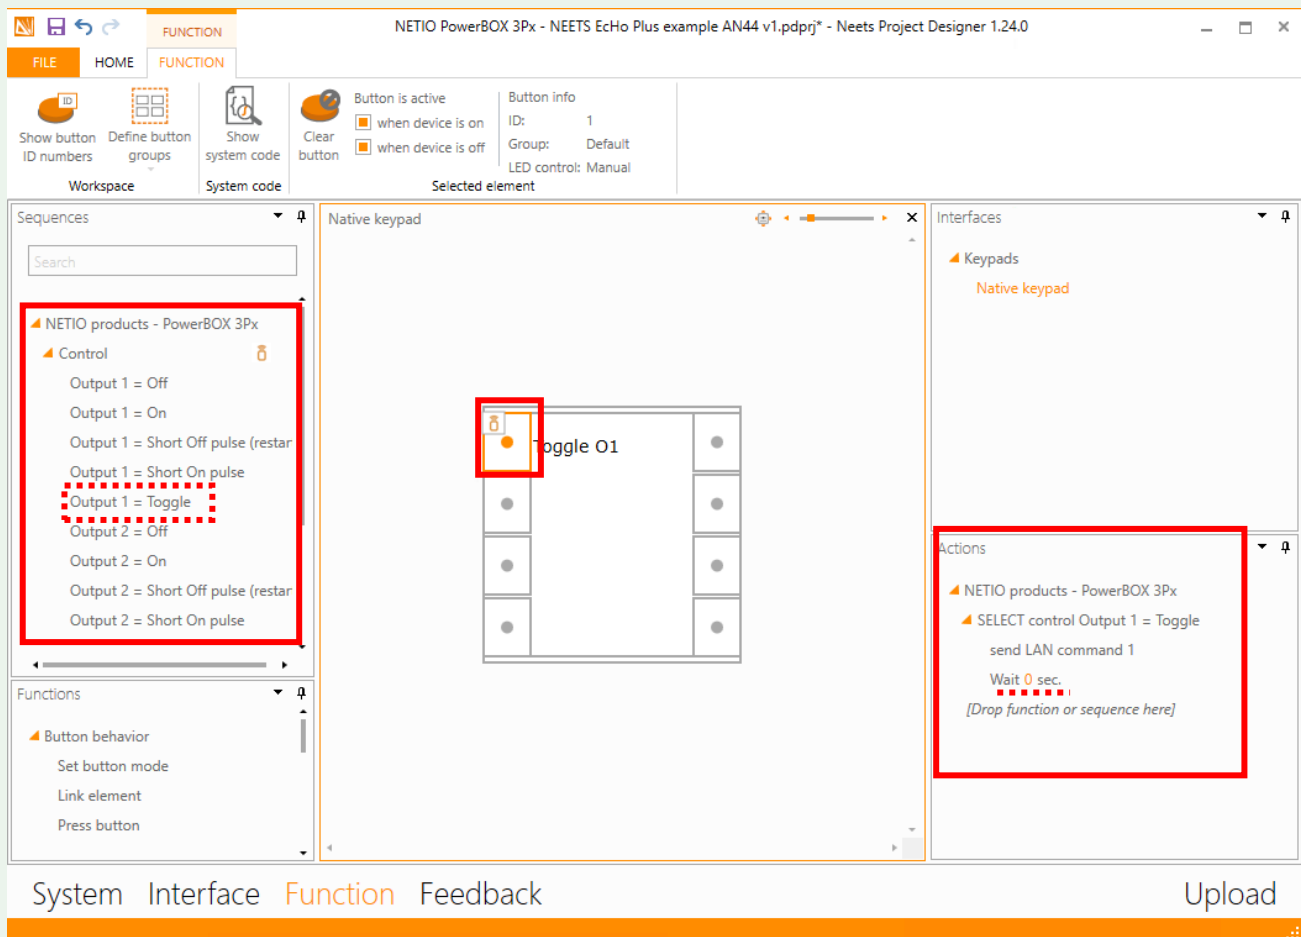 NETIO PowerBOX 3Px - NEETS EcHo Plus example AN44 v1.pdprj* - Neets Project Designer 1.24.0
FUNCTION
FILE HOME FUNCTION
ID
Show button ID numbers
Define button groups
Workspace
Show system code
System code
Clear button
Button is active
when device is on
when device is off
Button info
ID: 1
Group: Default
LED control: Manual
Selected element
Sequences
Search
NETIO products - PowerBOX 3Px
Control
Output 1 = Off
Output 1 = On
Output 1 = Short Off pulse (restar
Output 1 = Short On pulse
Output 1 = Toggle
Output 2 = Off
Output 2 = On
Output 2 = Short Off pulse (restar
Output 2 = Short On pulse
Functions
Button behavior
Set button mode
Link element
Press button
Native keypad
Toggle O1
Interfaces
Keypads
Native keypad
Actions
NETIO products - PowerBOX 3Px
SELECT control Output 1 = Toggle
send LAN command 1
Wait 0 sec.
[Drop function or sequence here]
System Interface Function Feedback Upload